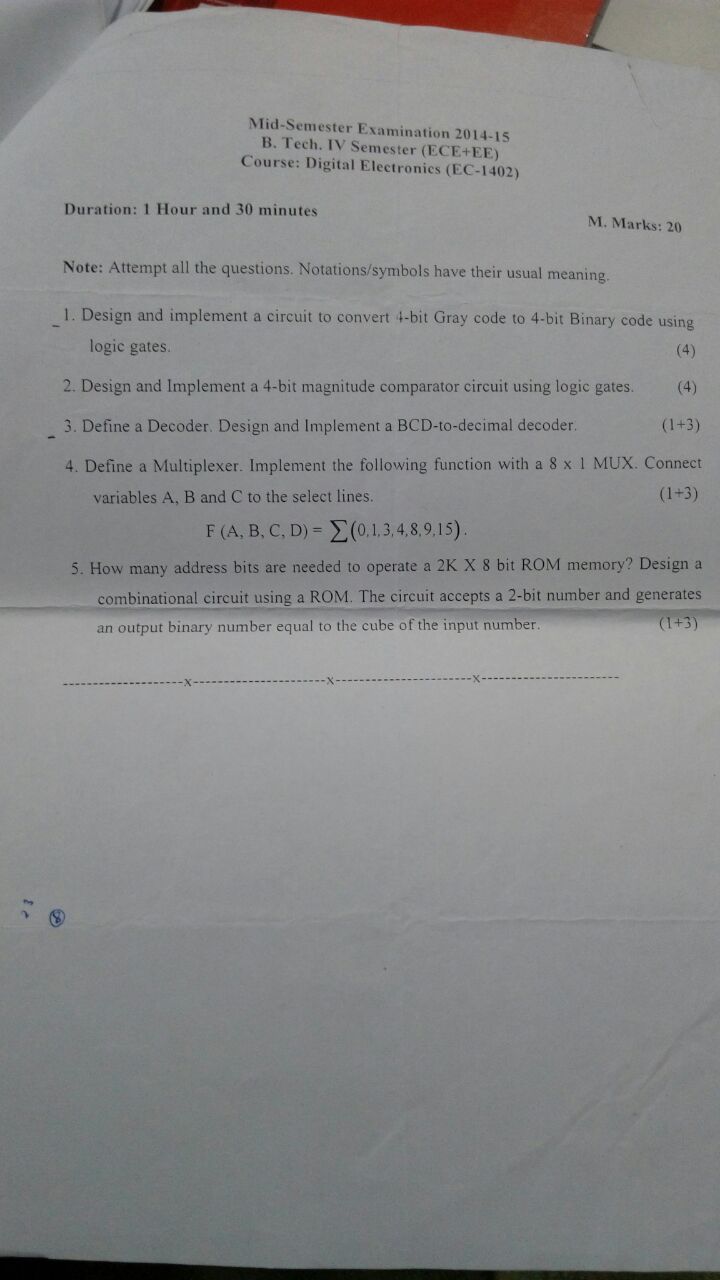 Mid-Semester Examination 2014-15
B. Tech. IV Semester (ECE+EE)
Course: Digital Electronics (EC-1402)
Duration: 1 Hour and 30 minutes
M. Marks: 20
Note: Attempt all the questions. Notations/symbols have their usual meaning.
1. Design and implement a circuit to convert 4-bit Gray code to 4-bit Binary code using
logic gates. (4)
2. Design and Implement a 4-bit magnitude comparator circuit using logic gates. (4)
3. Define a Decoder. Design and Implement a BCD-to-decimal decoder. (1+3)
4. Define a Multiplexer. Implement the following function with a 8 x 1 MUX. Connect
variables A, B and C to the select lines. (1+3)
F (A, B, C, D) = ∑(0,1,3,4,8,9,15).
5. How many address bits are needed to operate a 2K X 8 bit ROM memory? Design a
combinational circuit using a ROM. The circuit accepts a 2-bit number and generates
an output binary number equal to the cube of the input number. (1+3)
--------------------x----------------------x-----------------------x-----------------------